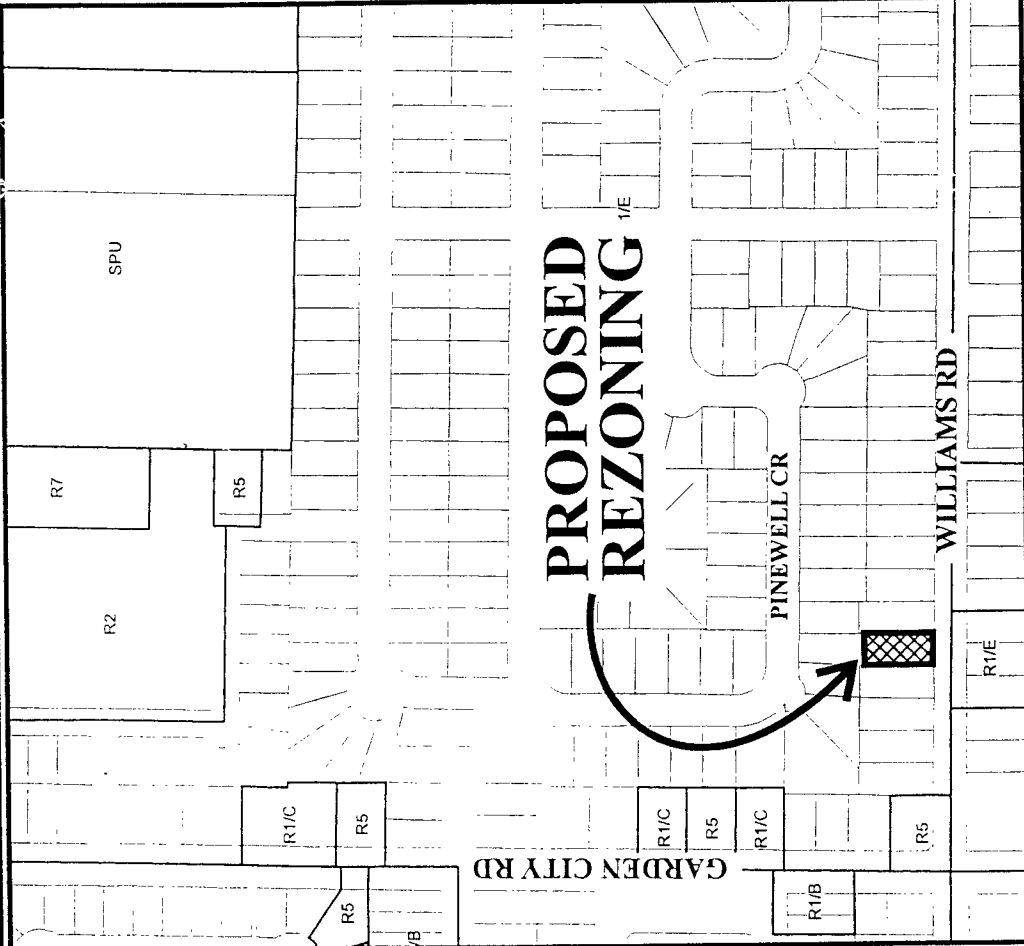 SPU
R7
R5
R2
PROPOSED
REZONING
1/E
PINEWELL CR
WILLIAMS RD
R1/E
R1/C
R5
R1/C
R5
R1/C
GARDEN CITY RD
R5
R5
/B
R1/B